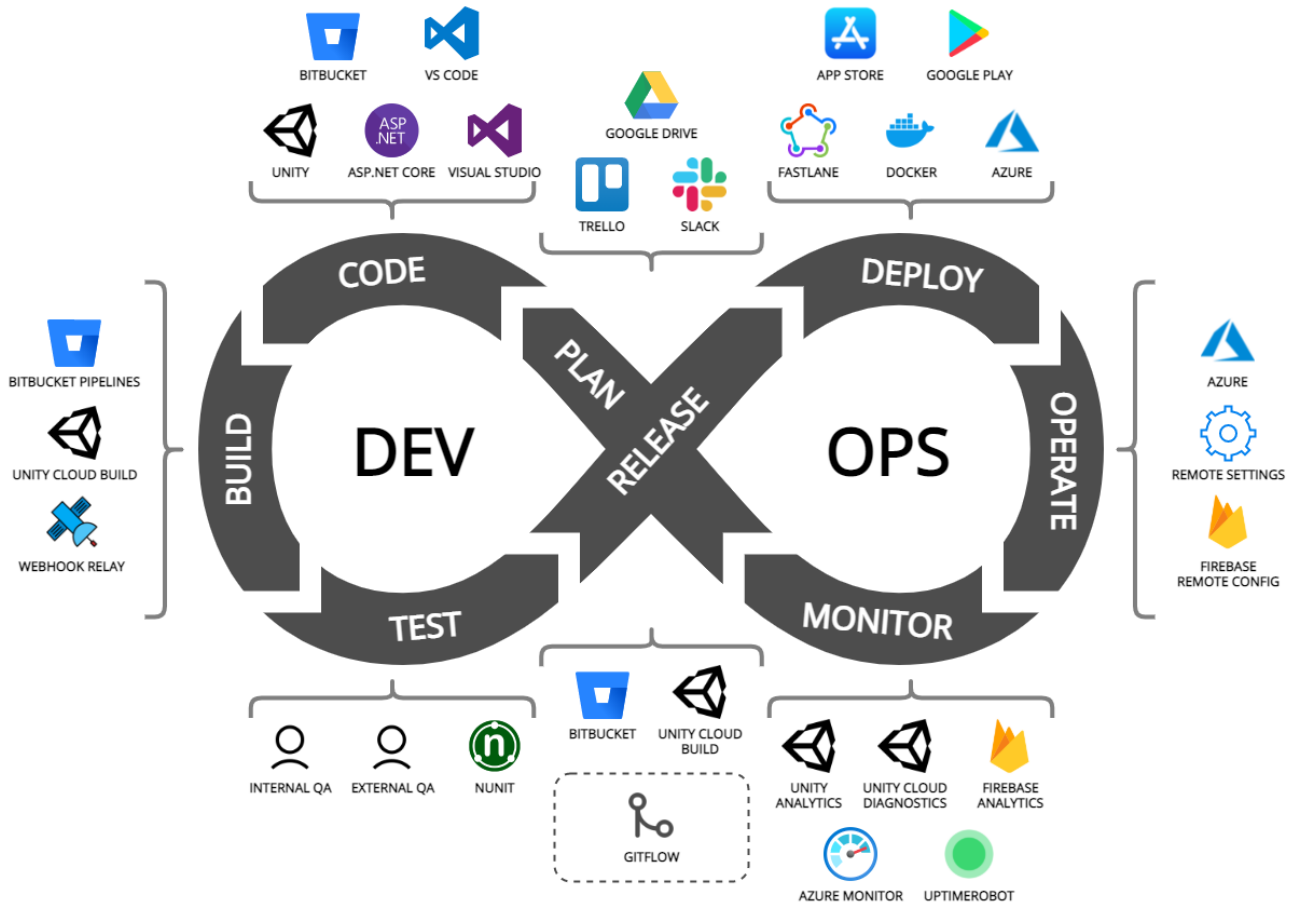 BITBUCKET
VS CODE
APP STORE
GOOGLE PLAY
GOOGLE DRIVE
ASP
.NET
UNITY
ASP.NET CORE
VISUAL STUDIO
FASTLANE
DOCKER
AZURE
TRELLO
SLACK
CODE
DEPLOY
PLAN
RELEASE
BUILD
DEV
OPS
OPERATE
TEST
MONITOR
BITBUCKET PIPELINES
UNITY CLOUD BUILD
WEBHOOK RELAY
AZURE
REMOTE SETTINGS
FIREBASE
REMOTE CONFIG
INTERNAL QA
EXTERNAL QA
n
NUNIT
BITBUCKET
UNITY CLOUD
BUILD
GITFLOW
UNITY
ANALYTICS
UNITY CLOUD
DIAGNOSTICS
FIREBASE
ANALYTICS
AZURE MONITOR
UPTIMEROBOT